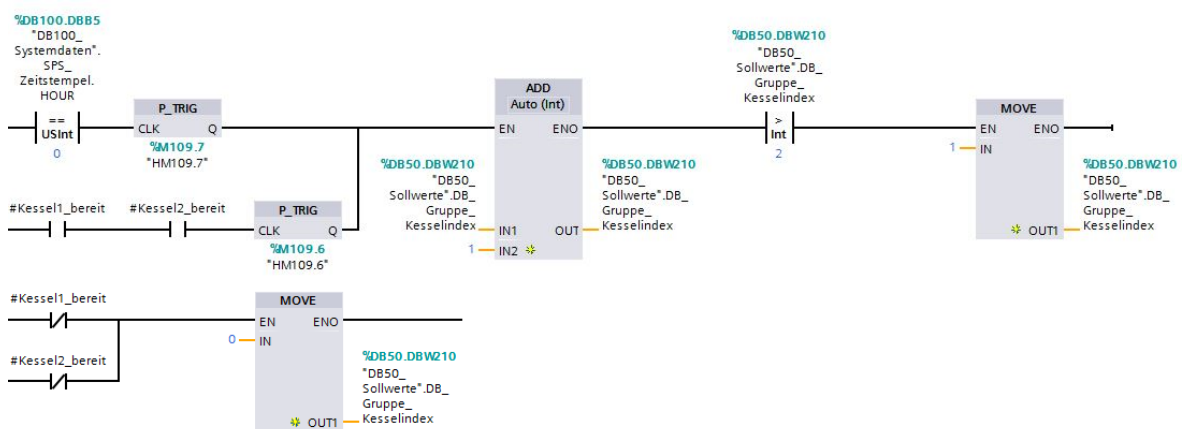 %DB100.DBB5
"DB100_
Systemdaten".
SPS_
Zeitstempel.
HOUR
==
USInt
0
P_TRIG
CLK Q
%M109.7
"HM109.7"
#Kessel1_bereit #Kessel2_bereit
P_TRIG
CLK Q
%M109.6
"HM109.6"
ADD
Auto (Int)
EN ENO
%DB50.DBW210
"DB50_
Sollwerte".DB_
Gruppe_
Kesselindex
IN1
1
IN2
OUT
%DB50.DBW210
"DB50_
Sollwerte".DB_
Gruppe_
Kesselindex
%DB50.DBW210
"DB50_
Sollwerte".DB_
Gruppe_
Kesselindex
>
Int
2
MOVE
EN ENO
1
IN
OUT1
%DB50.DBW210
"DB50_
Sollwerte".DB_
Gruppe_
Kesselindex
#Kessel1_bereit
#Kessel2_bereit
MOVE
EN ENO
0
IN
OUT1
%DB50.DBW210
"DB50_
Sollwerte".DB_
Gruppe_
Kesselindex